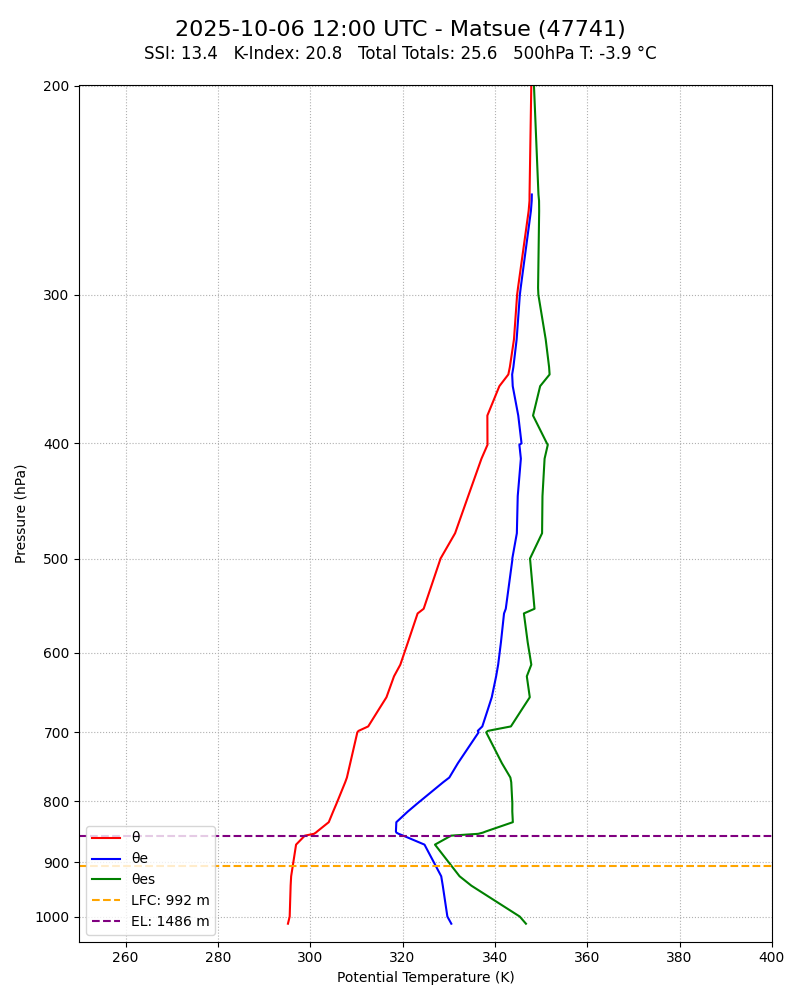 2025-10-06 12:00 UTC - Matsue (47741)
SSI: 13.4   K-Index: 20.8   Total Totals: 25.6   500hPa T: -3.9 °C
200
300
400
500
600
700
800
900
1000
Pressure (hPa)
θ
θe
θes
LFC: 992 m
EL: 1486 m
260
280
300
320
340
360
380
400
Potential Temperature (K)